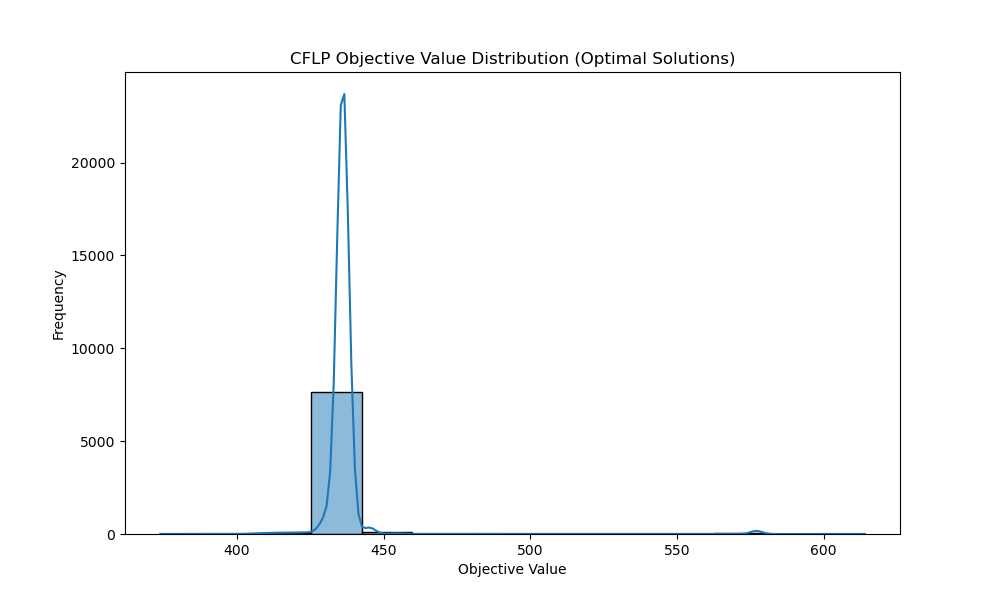 CFLP Objective Value Distribution (Optimal Solutions)
Frequency
20000
15000
10000
5000
0
400 450 500 550 600
Objective Value